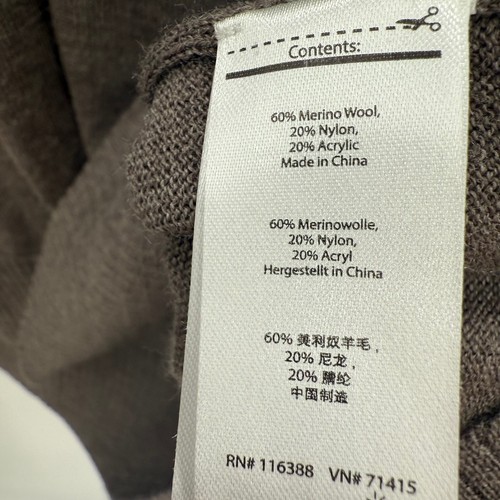 Contents:
60% Merino Wool,
20% Nylon,
20% Acrylic
Made in China
60% Merinowolle,
20% Nylon,
20% Acryl
Hergestellt in China
60% 美利奴羊毛,
20% 尼龙,
20% 腈纶
中国制造
RN# 116388 VN# 71415